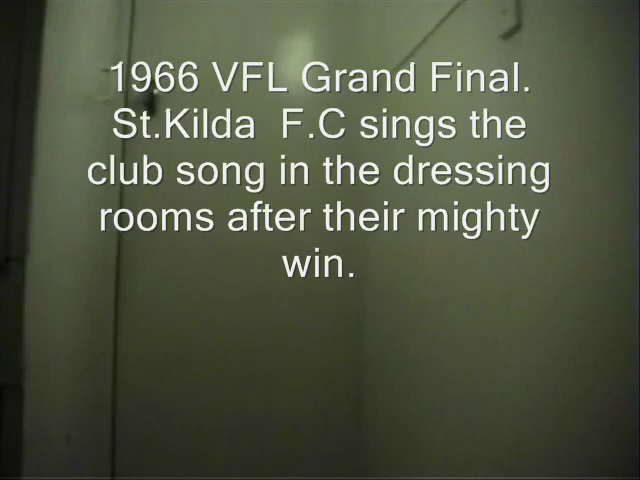 1966 VFL Grand Final.
St.Kilda  F.C sings the
club song in the dressing
rooms after their mighty
win.